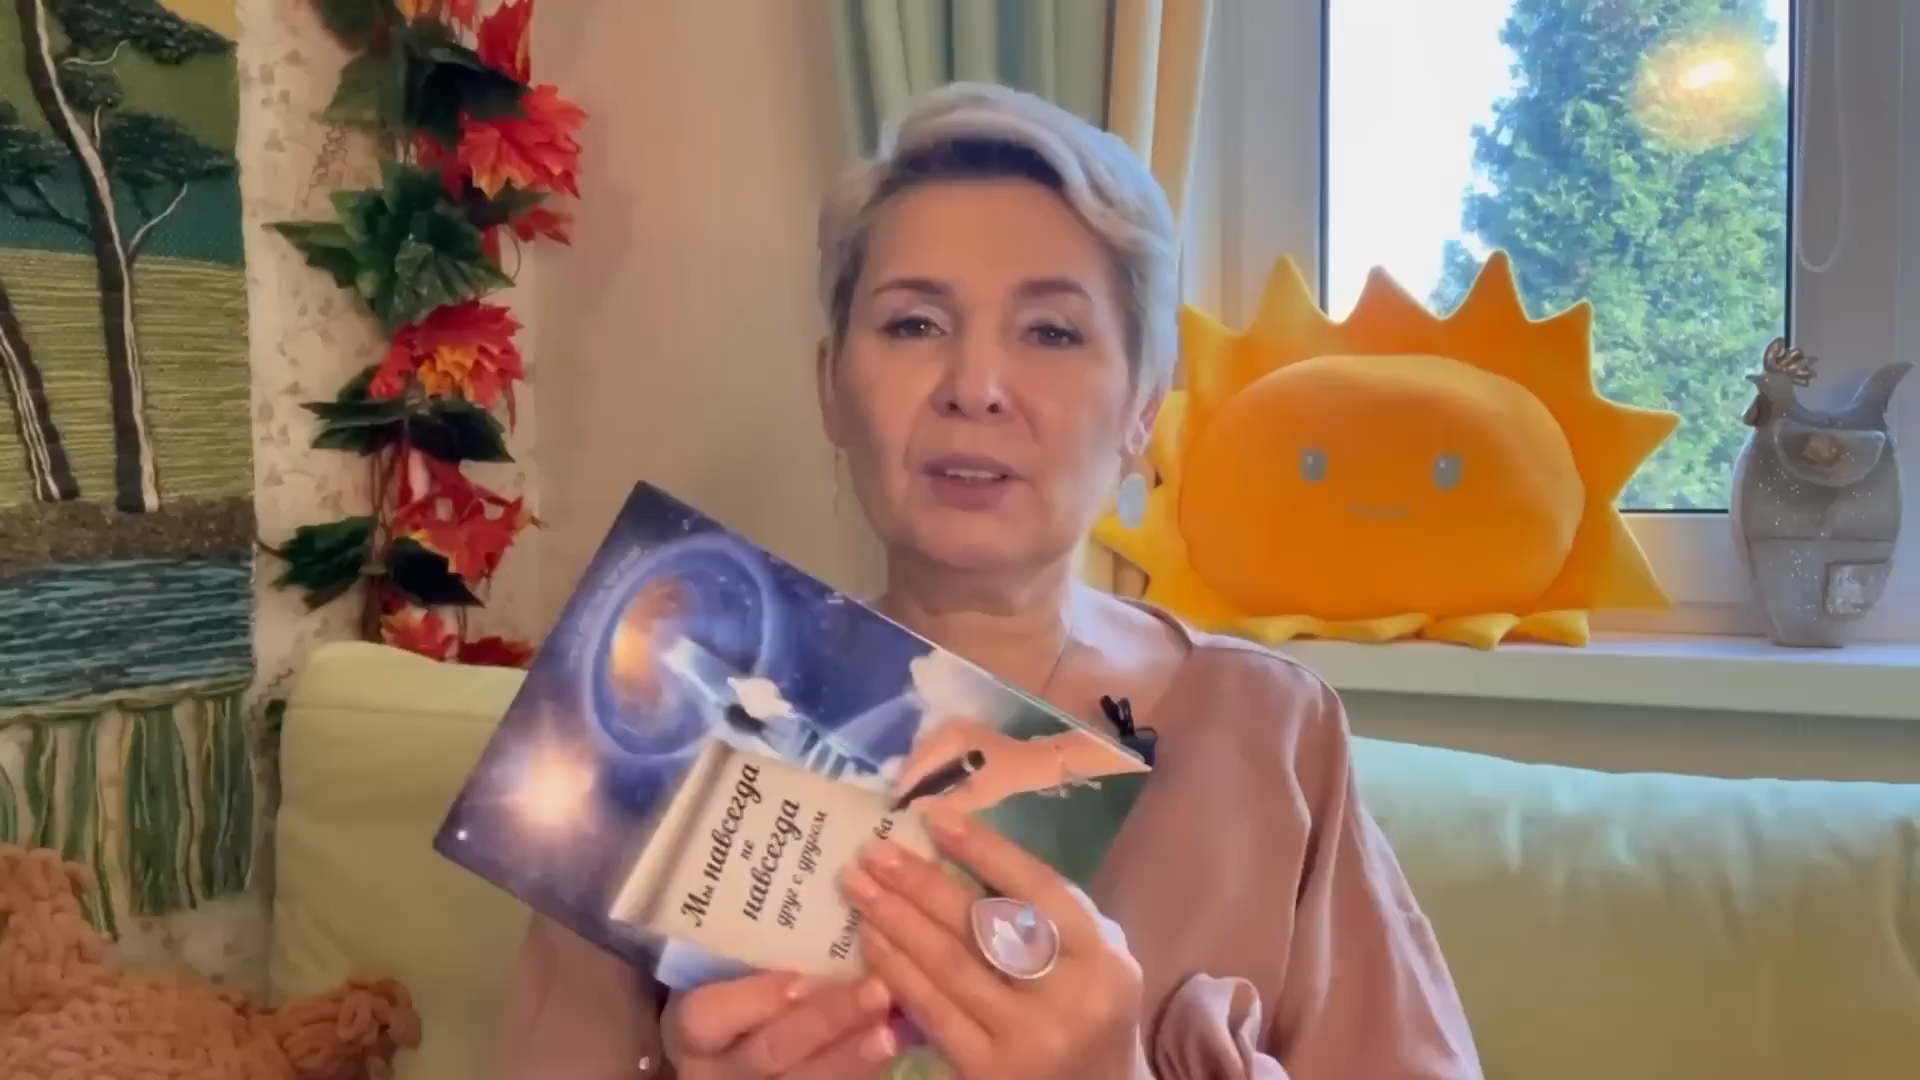 Мы навсегда
не
навсегда
друг с другом